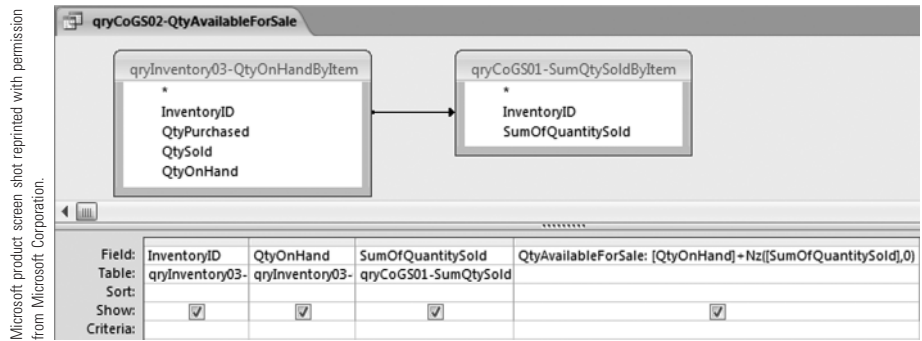 Microsoft product screen shot reprinted with permission
from Microsoft Corporation.
qryCoGS02-QtyAvailableForSale
qryInventory03-QtyOnHandByItem
*
InventoryID
QtyPurchased
QtySold
QtyOnHand
qryCoGS01-SumQtySoldByItem
*
InventoryID
SumOfQuantitySold
Field: InventoryID QtyOnHand SumOfQuantitySold QtyAvailableForSale: [QtyOnHand]+Nz([SumOfQuantitySold],0)
Table: qryInventory03- qryInventory03- qryCoGS01-SumQtySold
Sort:
Show:
Criteria: